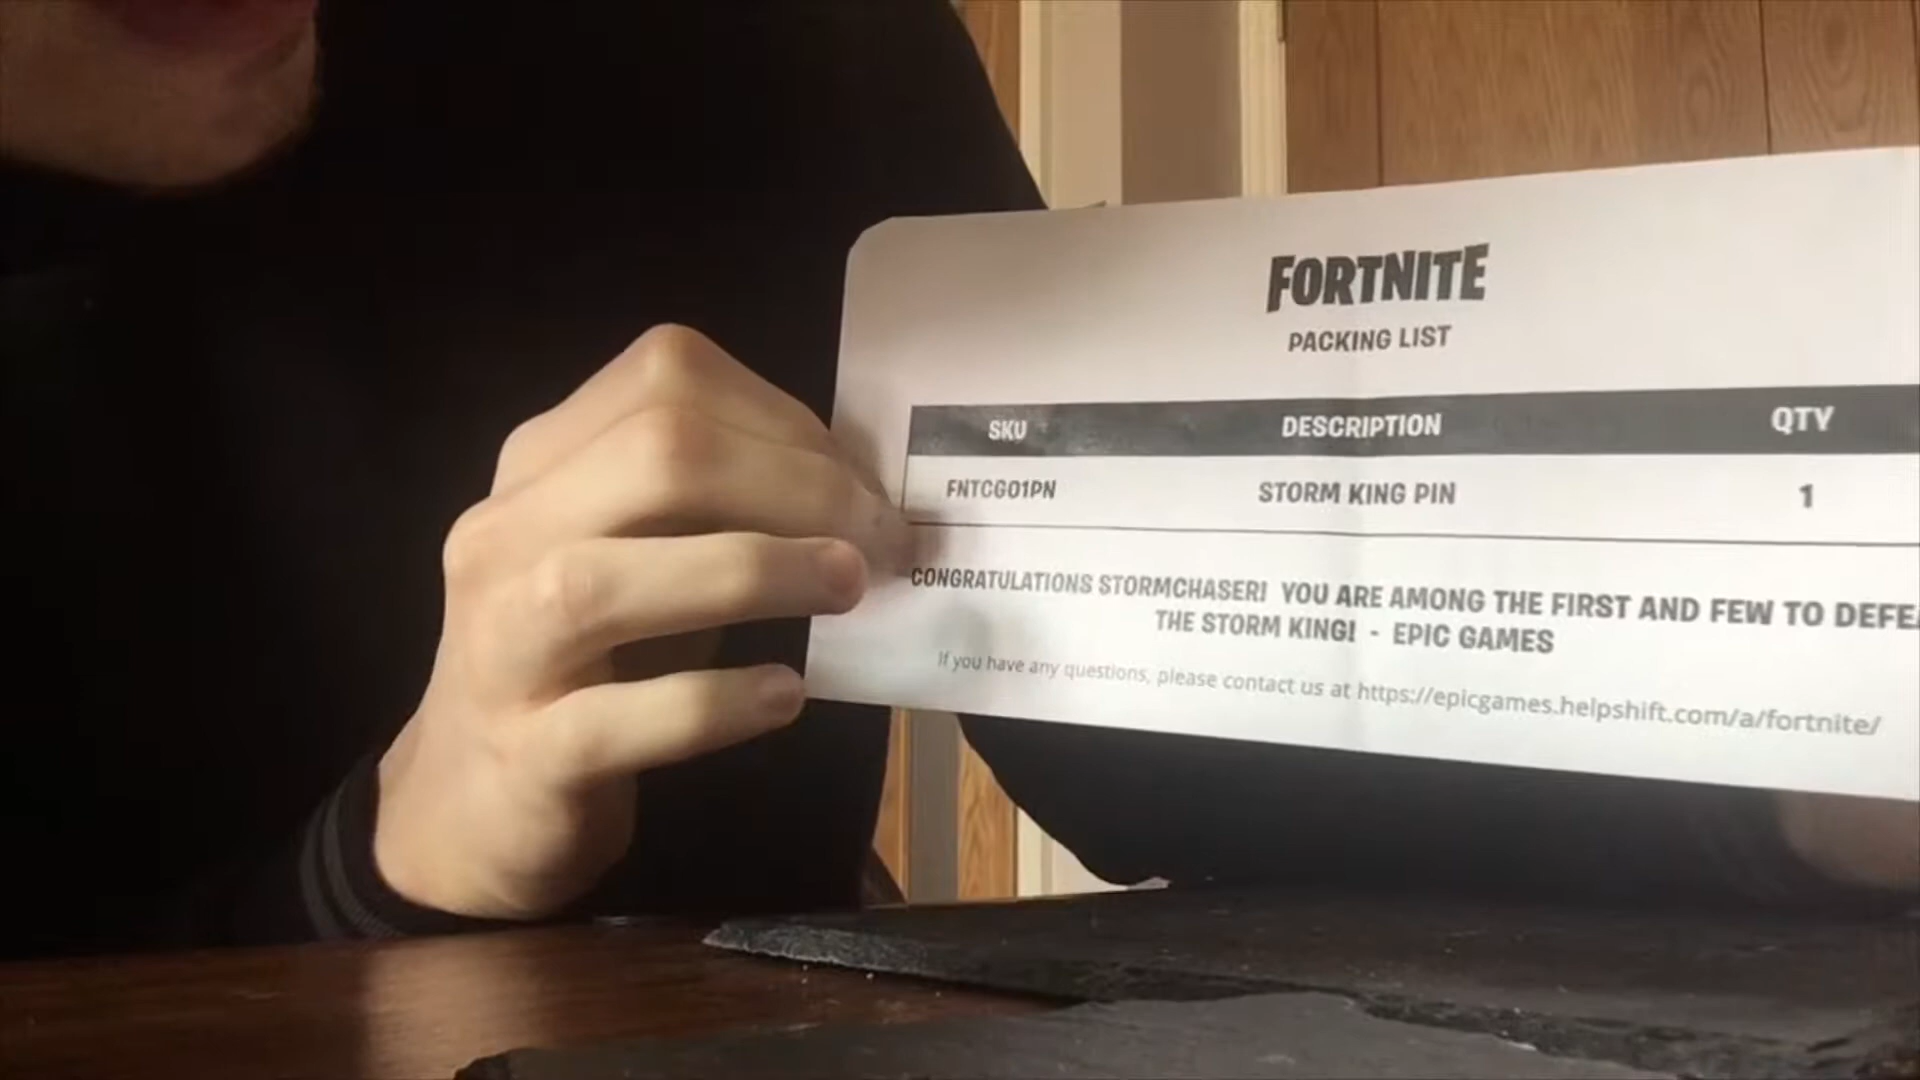 FORTNITE
PACKING LIST
SKU DESCRIPTION QTY
FNTCG01PN STORM KING PIN 1
CONGRATULATIONS STORMCHASER! YOU ARE AMONG THE FIRST AND FEW TO
THE STORM KING! - EPIC GAMES
If you have any questions, please contact us at https://epicgames.helpshift.com/a/fortnite/